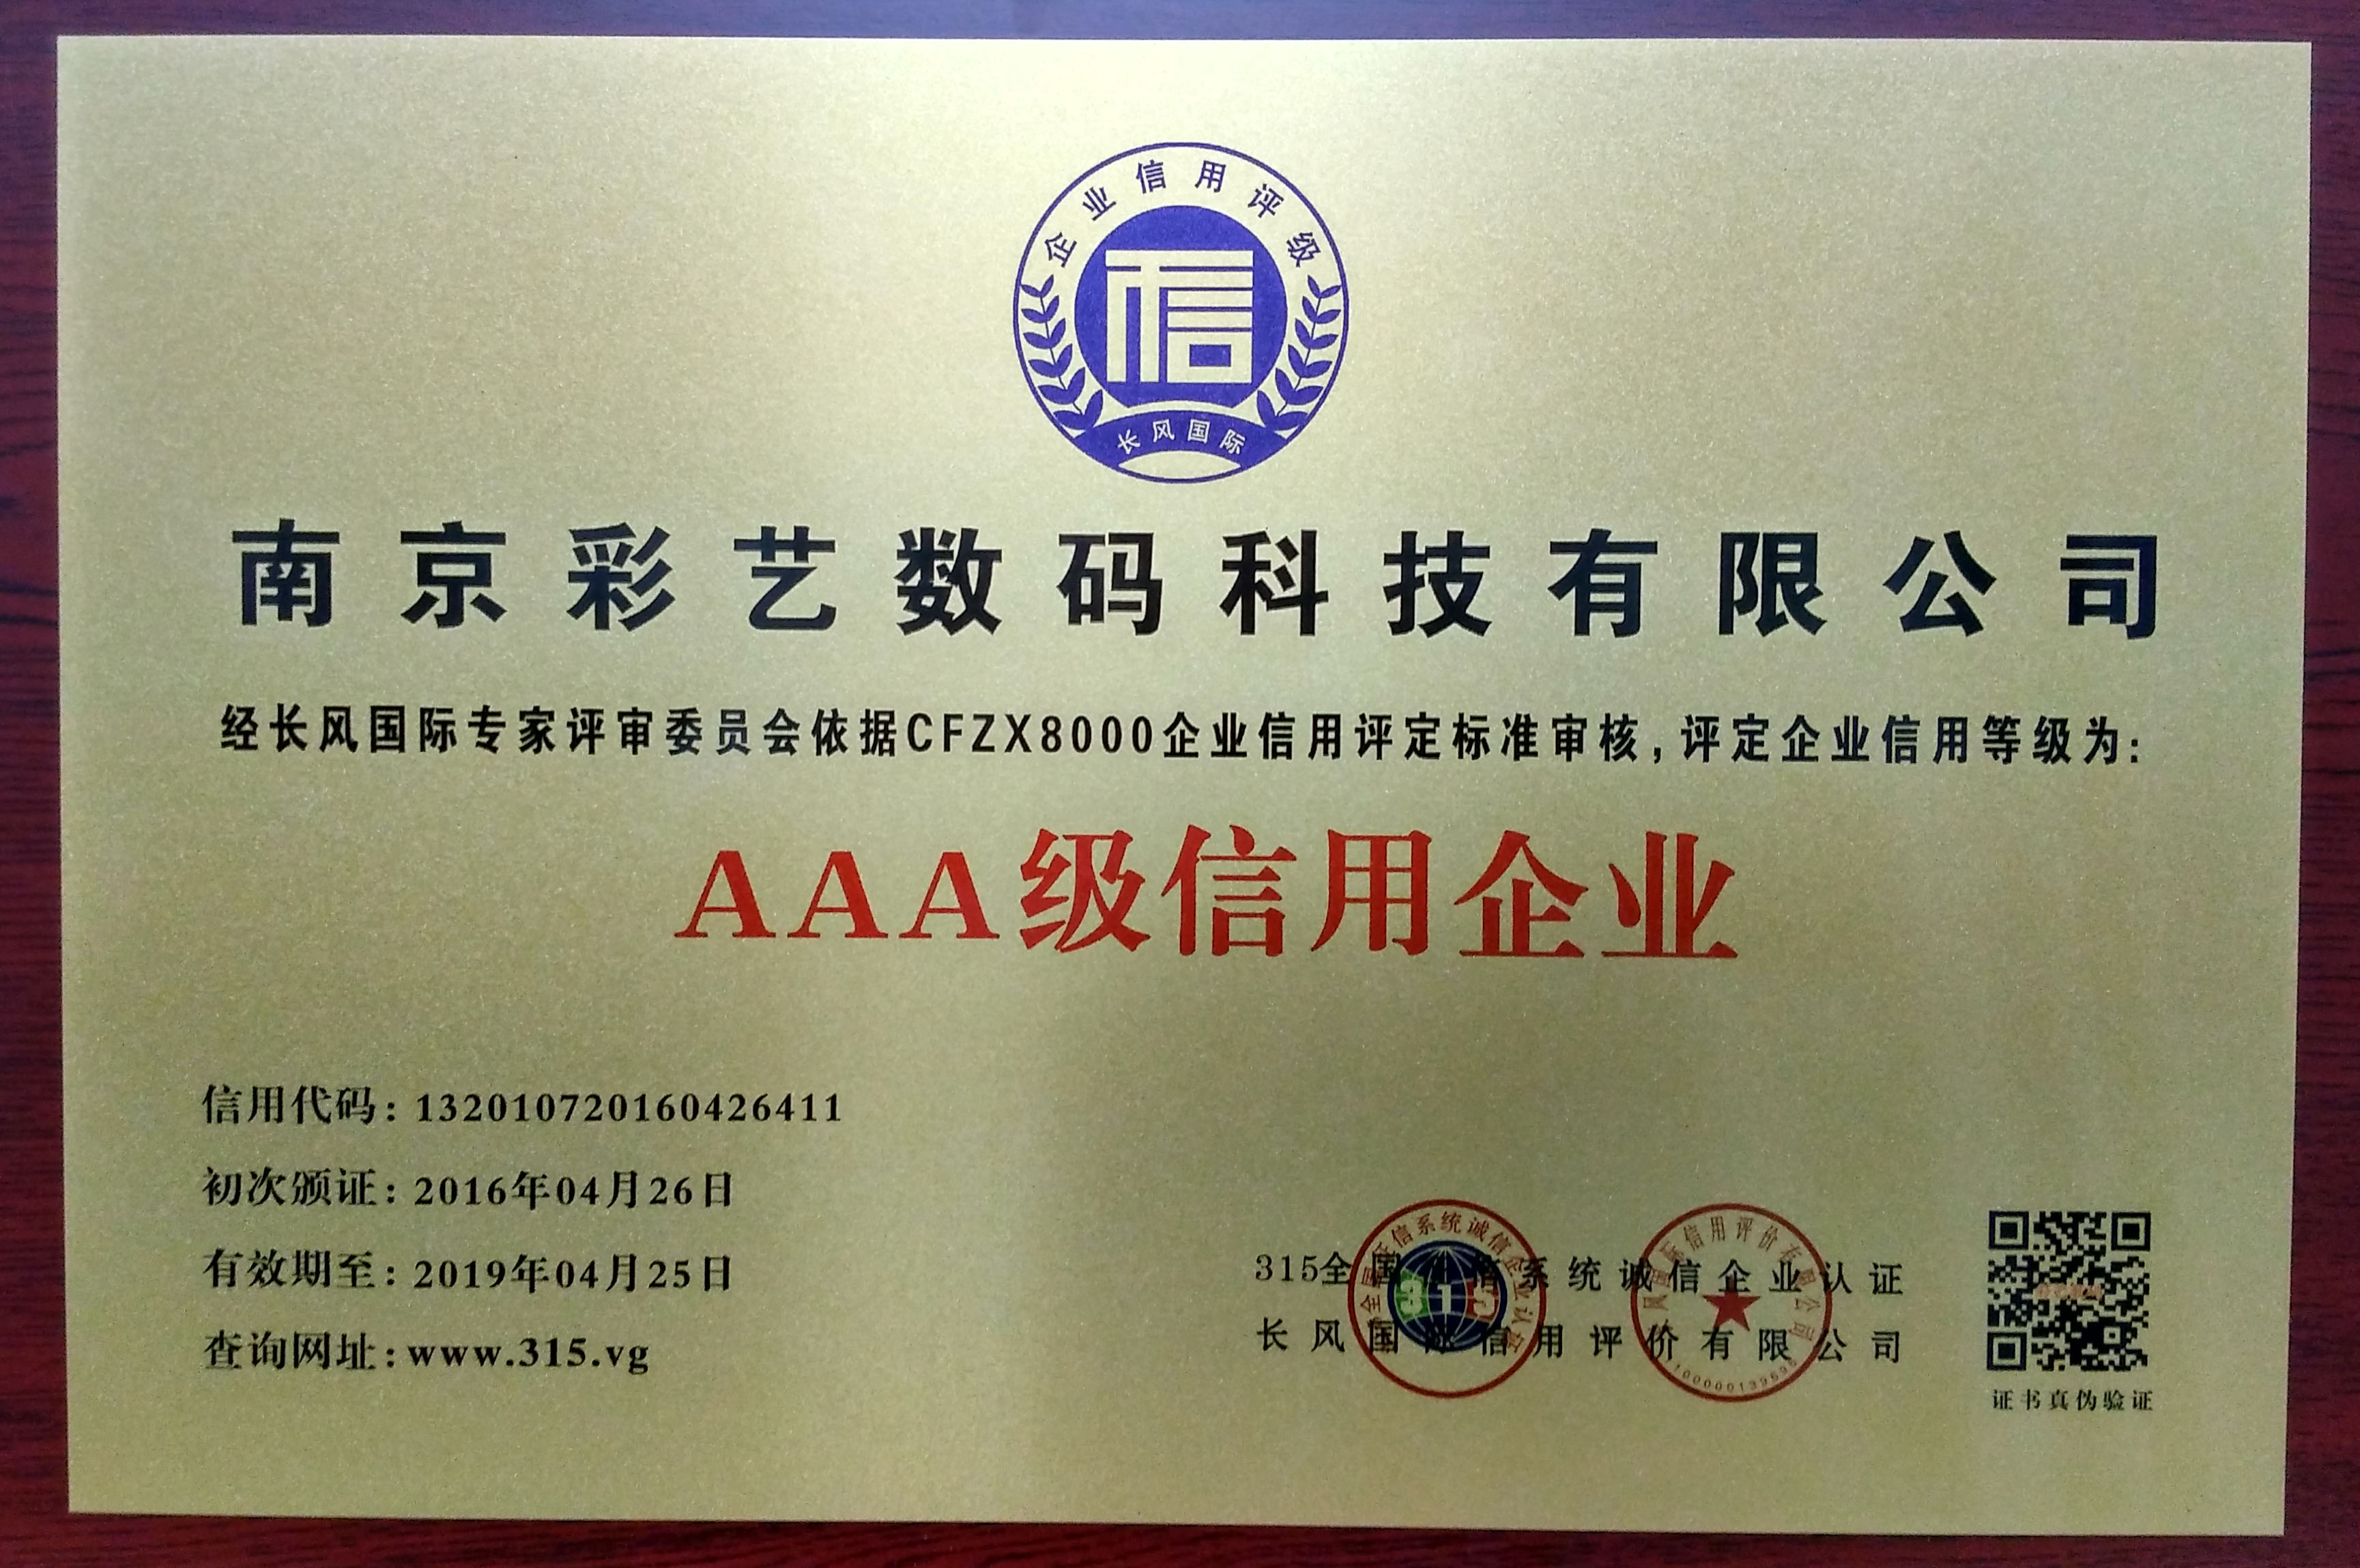 企业信用评级
信
长风国际
南京彩艺数码科技有限公司
经长风国际专家评审委员会依据CFZX8000企业信用评定标准审核,评定企业信用等级为:
AAA级信用企业
信用代码:132010720160426411
初次颁证:2016年04月26日
有效期至:2019年04月25日
查询网址:www.315.vg
315全国征信系统诚信企业认证
长风国际信用评价有限公司
315
证书真伪验证